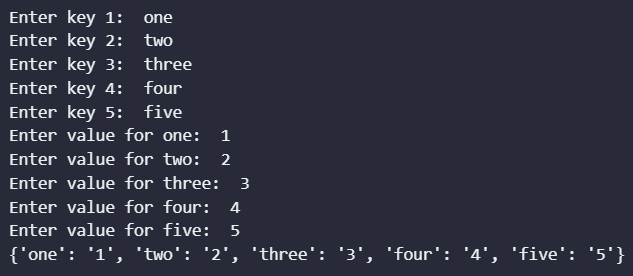 Enter key 1:  one
Enter key 2:  two
Enter key 3:  three
Enter key 4:  four
Enter key 5:  five
Enter value for one:  1
Enter value for two:  2
Enter value for three:  3
Enter value for four:  4
Enter value for five:  5
{'one': '1', 'two': '2', 'three': '3', 'four': '4', 'five': '5'}